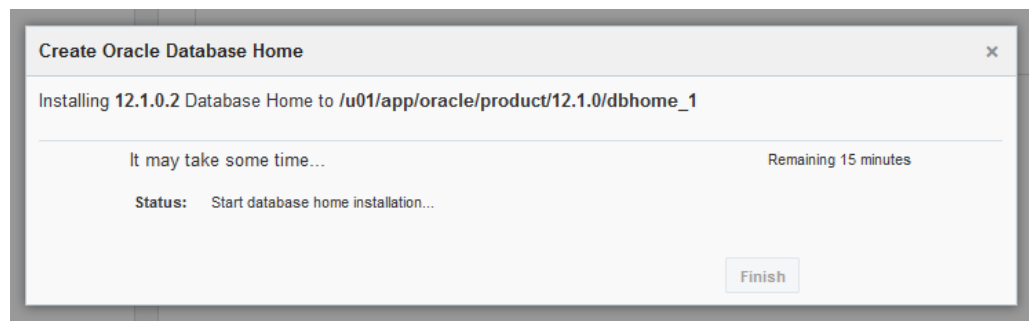 Create Oracle Database Home ×
Installing 12.1.0.2 Database Home to /u01/app/oracle/product/12.1.0/dbhome_1
It may take some time... Remaining 15 minutes
Status: Start database home installation...
Finish